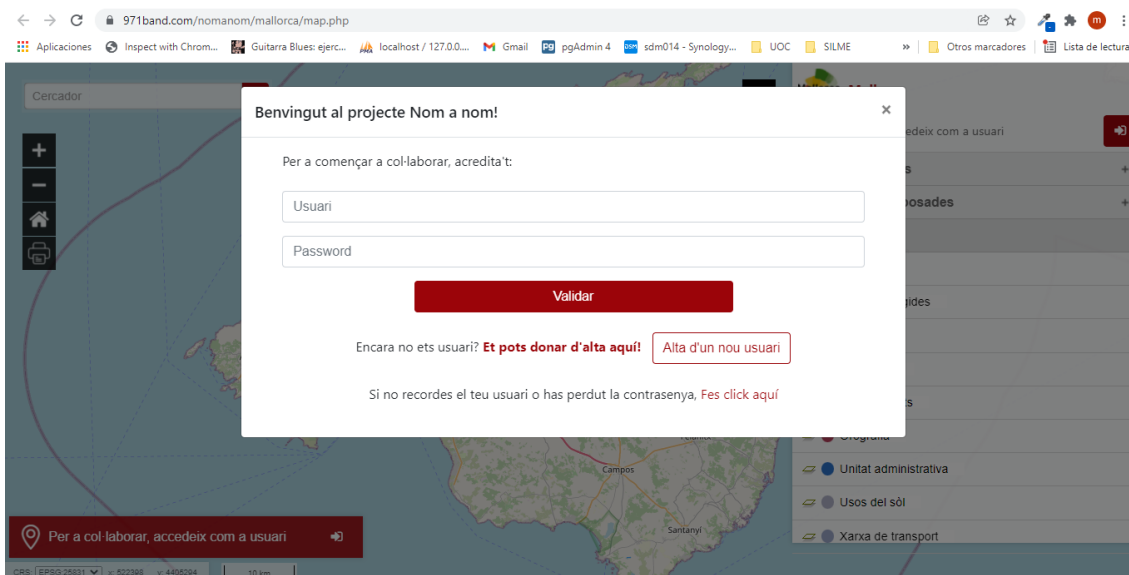 971band.com/nomanom/mallorca/map.php
m
Aplicaciones Inspect with Chrom... Guitarra Blues: ejerc... localhost / 127.0.0.... Gmail pgAdmin 4 sdm014 - Synology... UOC SILME » Otros marcadores Lista de lectura
Cercador
Benvingut al projecte Nom a nom! ×
edeix com a usuari
Per a començar a col·laborar, acredita't:
s +
Usuari
osades +
Password
Validar
gides
Encara no ets usuari? Et pots donar d'alta aquí! Alta d'un nou usuari
Si no recordes el teu usuari o has perdut la contrasenya, Fes click aquí
s
Orografia
Campos
Unitat administrativa
Usos del sòl
Santanyí
Per a col·laborar, accedeix com a usuari
Xarxa de transport
CRS: EPSG:25831 x: 522398 y: 4405294 10 km